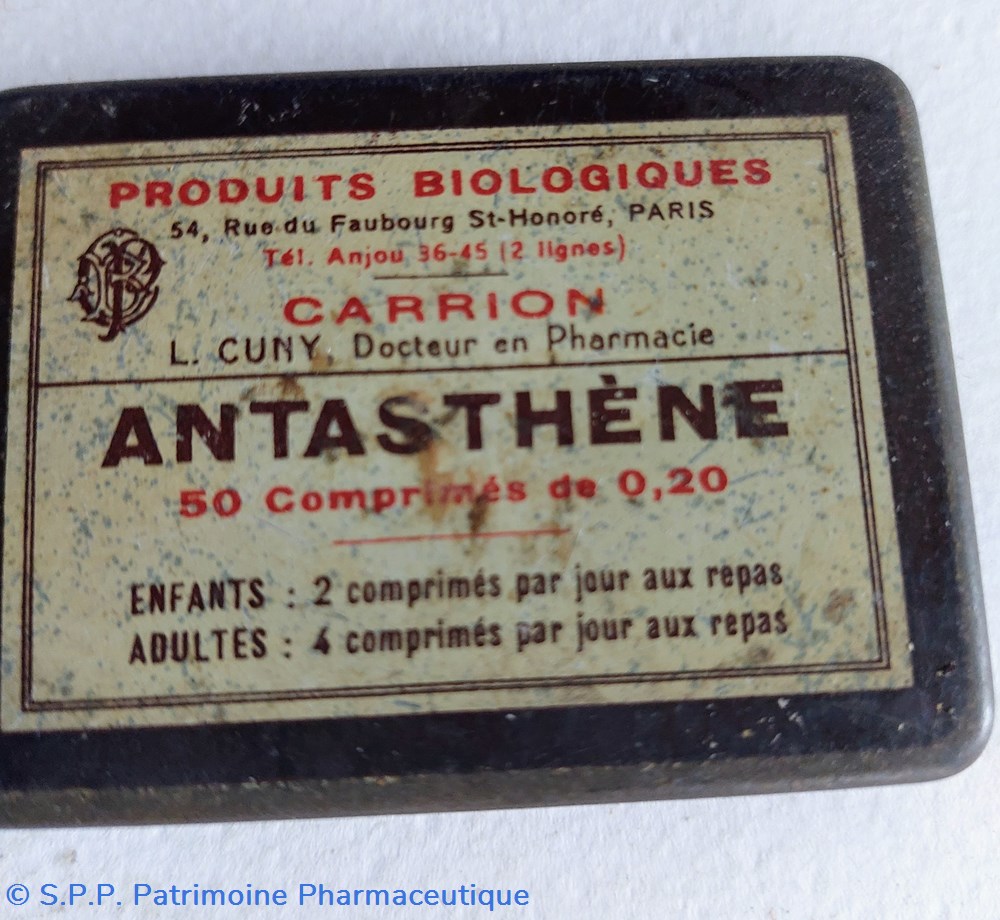 PRODUITS BIOLOGIQUES
54, Rue du Faubourg St-Honoré, PARIS
Tél. Anjou 36-45 (2 lignes)
CARRION
L. CUNY, Docteur en Pharmacie
ANTASTHÈNE
50 Comprimés de 0,20
ENFANTS : 2 comprimés par jour aux repas
ADULTES : 4 comprimés par jour aux repas
© S.P.P. Patrimoine Pharmaceutique